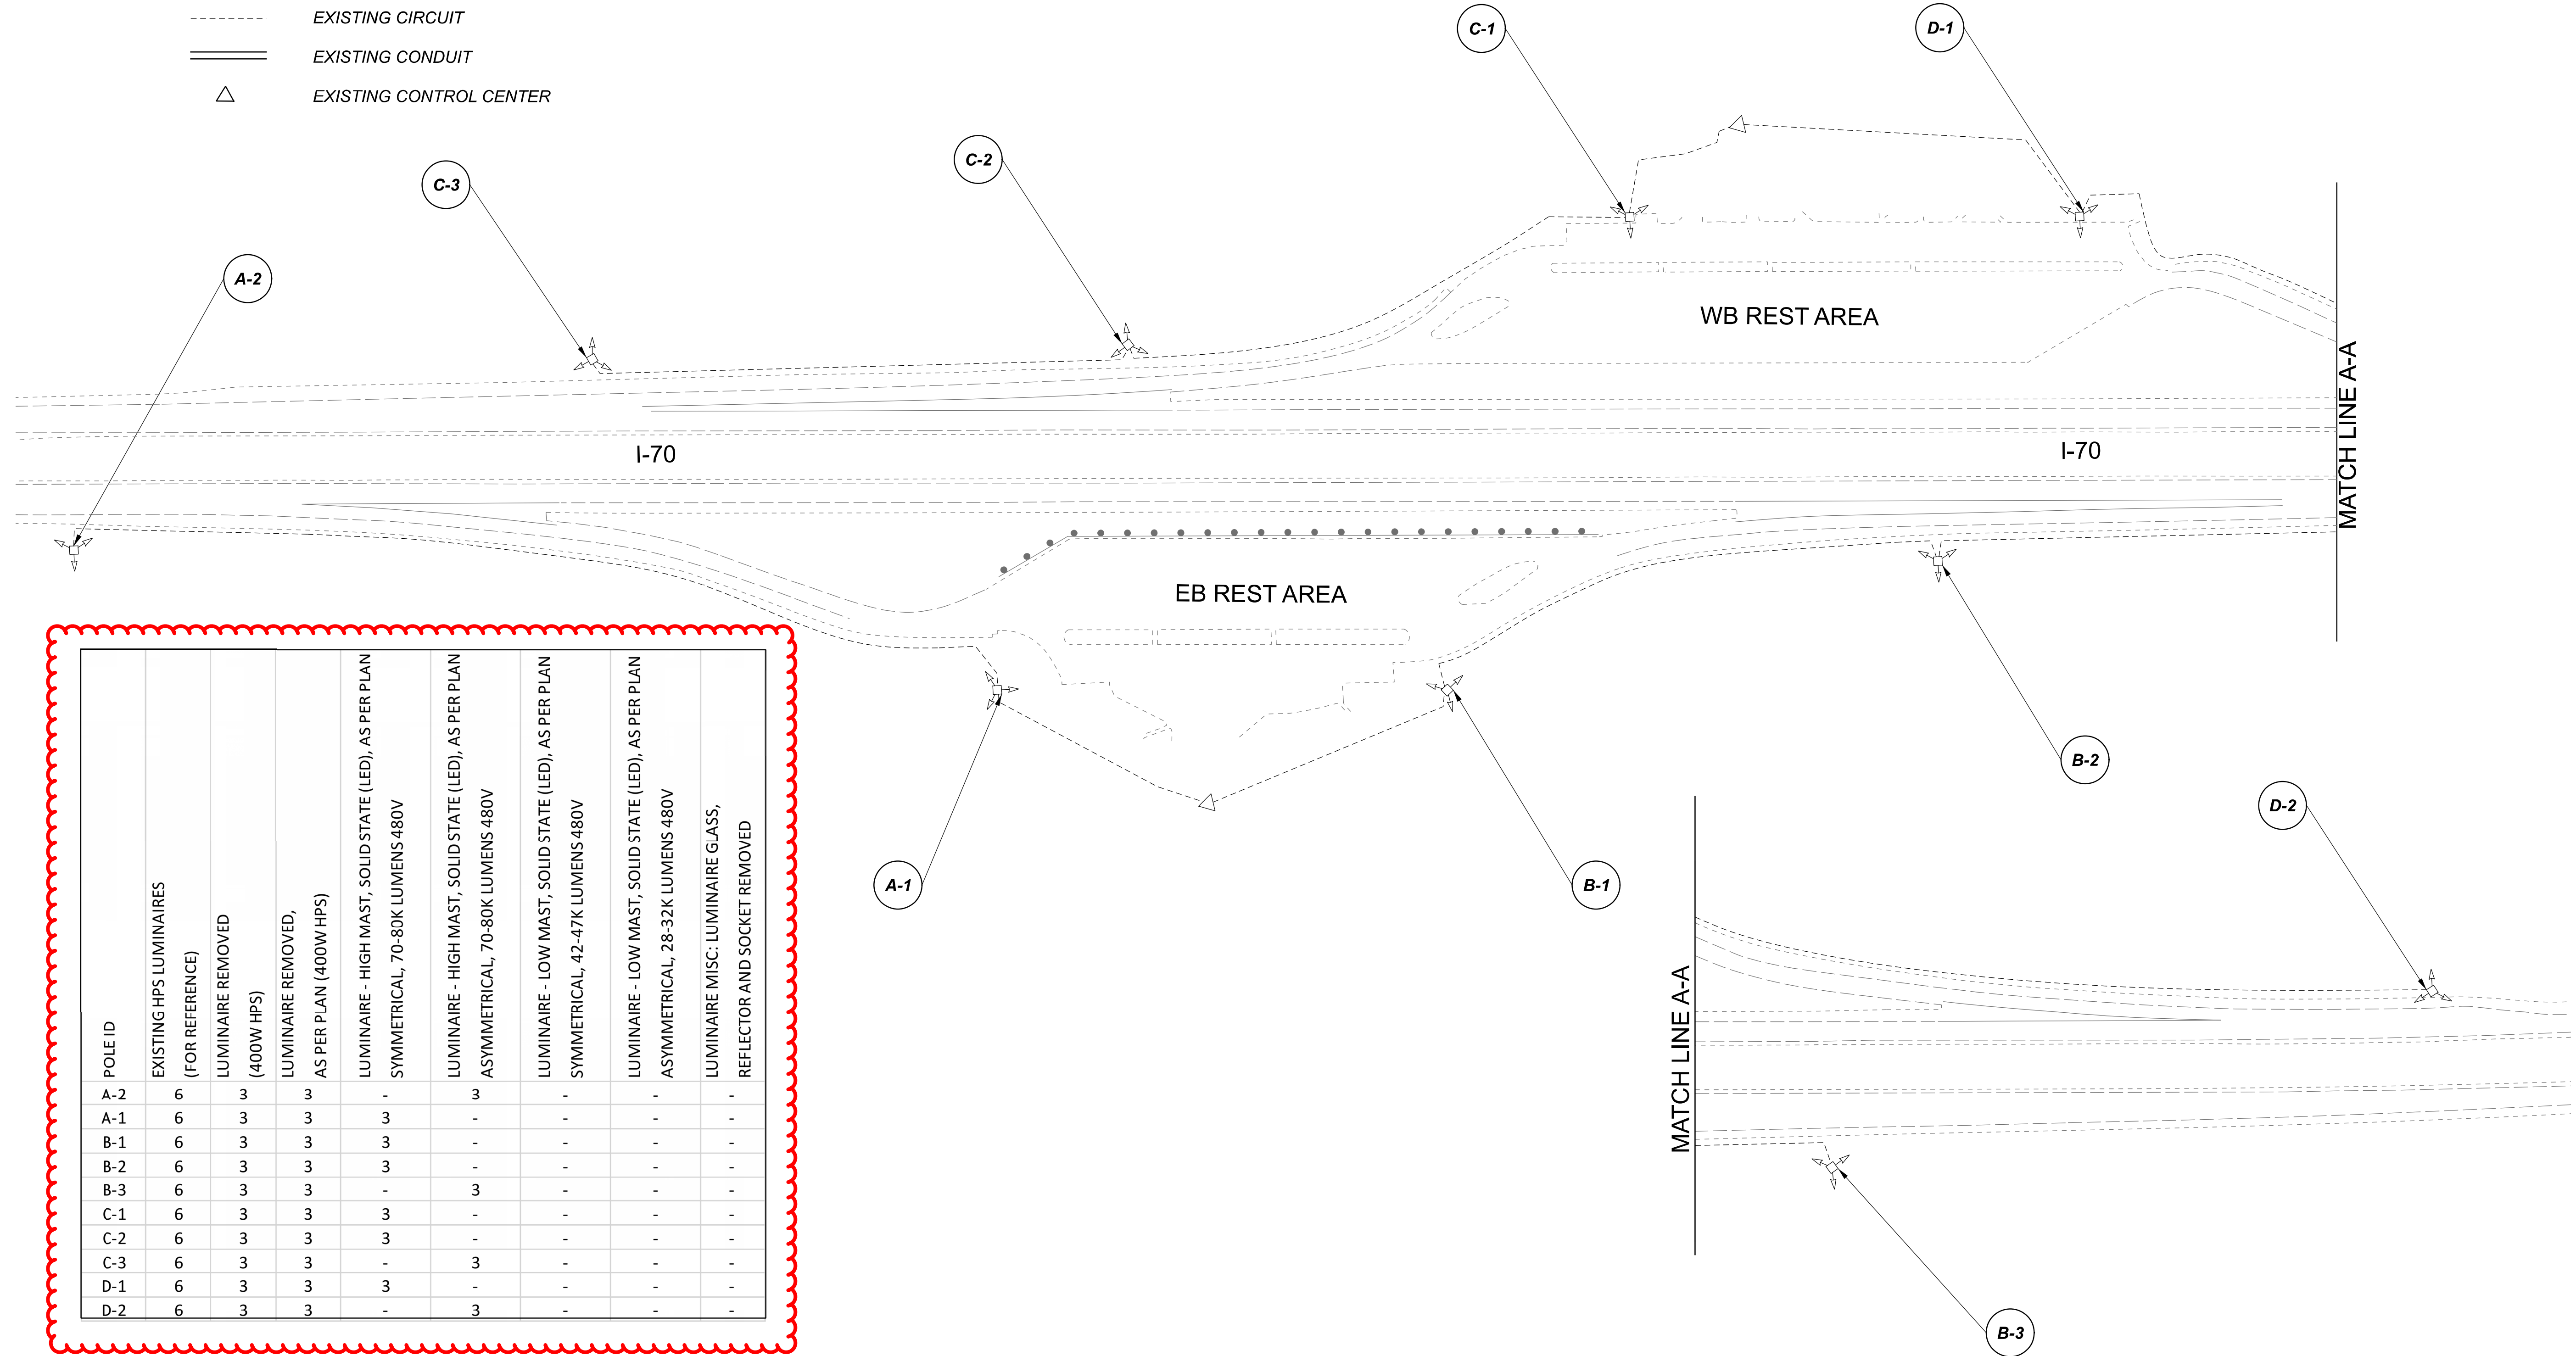 EXISTING CIRCUIT
EXISTING CONDUIT
EXISTING CONTROL CENTER
C-1
D-1
C-2
C-3
A-2
WB REST AREA
MATCH LINE A-A
I-70
I-70
EB REST AREA
B-2
A-1
B-1
D-2
MATCH LINE A-A
B-3
POLE ID
EXISTING HPS LUMINAIRES
(FOR REFERENCE)
LUMINAIRE REMOVED
(400W HPS)
LUMINAIRE REMOVED,
AS PER PLAN (400W HPS)
LUMINAIRE - HIGH MAST, SOLID STATE (LED), AS PER PLAN
SYMMETRICAL, 70-80K LUMENS 480V
LUMINAIRE - HIGH MAST, SOLID STATE (LED), AS PER PLAN
ASYMMETRICAL, 70-80K LUMENS 480V
LUMINAIRE - LOW MAST, SOLID STATE (LED), AS PER PLAN
SYMMETRICAL, 42-47K LUMENS 480V
LUMINAIRE - LOW MAST, SOLID STATE (LED), AS PER PLAN
ASYMMETRICAL, 28-32K LUMENS 480V
LUMINAIRE MISC: LUMINAIRE GLASS,
REFLECTOR AND SOCKET REMOVED
A-2 6 3 3 - 3 - - -
A-1 6 3 3 3 - - - -
B-1 6 3 3 3 - - - -
B-2 6 3 3 3 - - - -
B-3 6 3 3 - 3 - - -
C-1 6 3 3 3 - - - -
C-2 6 3 3 3 - - - -
C-3 6 3 3 - 3 - - -
D-1 6 3 3 3 - - - -
D-2 6 3 3 - 3 - - -